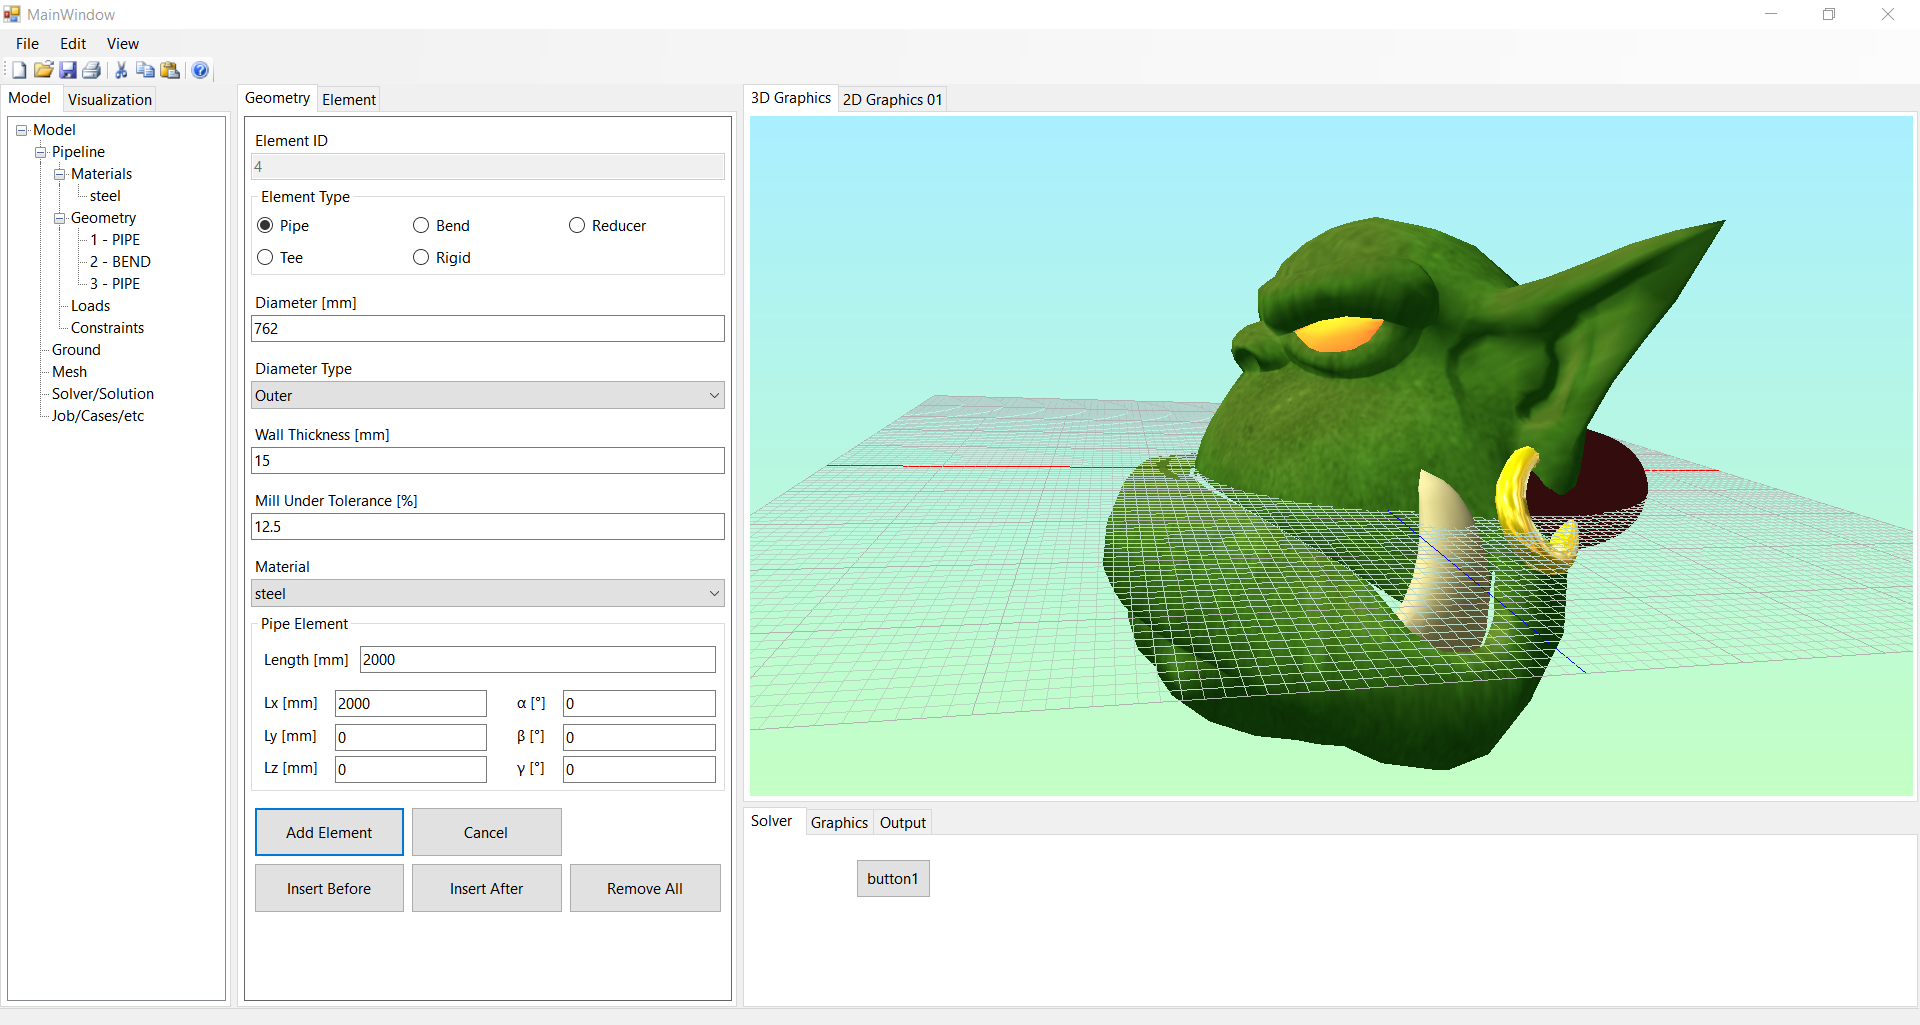 MainWindow
File Edit View
Model Visualization
Model
Pipeline
Materials
steel
Geometry
1 - PIPE
2 - BEND
3 - PIPE
Loads
Constraints
Ground
Mesh
Solver/Solution
Job/Cases/etc
Geometry Element
Element ID
4
Element Type
Pipe Bend Reducer
Tee Rigid
Diameter [mm]
762
Diameter Type
Outer
Wall Thickness [mm]
15
Mill Under Tolerance [%]
12.5
Material
steel
Pipe Element
Length [mm] 2000
Lx [mm] 2000 α [°] 0
Ly [mm] 0 β [°] 0
Lz [mm] 0 γ [°] 0
Add Element Cancel
Insert Before Insert After Remove All
3D Graphics 2D Graphics 01
Solver Graphics Output
button1